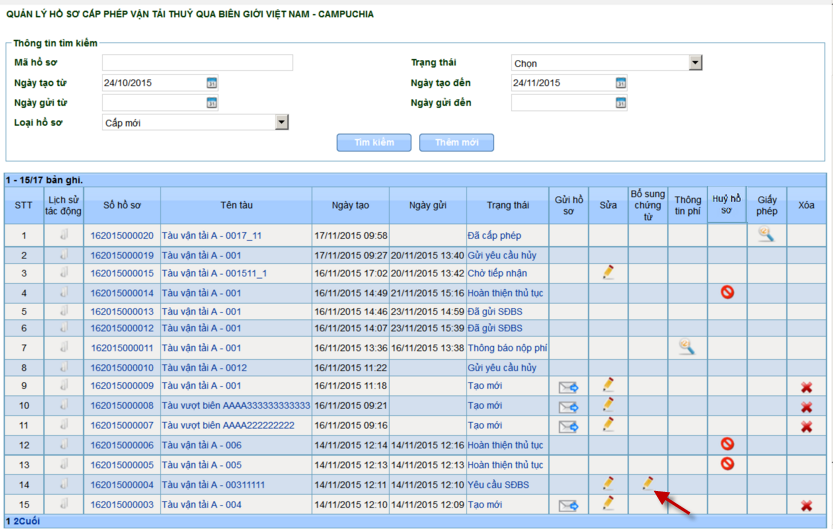 QUẢN LÝ HỒ SƠ CẤP PHÉP VẬN TẢI THUỶ QUA BIÊN GIỚI VIỆT NAM - CAMPUCHIA
Thông tin tìm kiếm
Mã hồ sơ Trạng thái Chọn
Ngày tạo từ 24/10/2015 Ngày tạo đến 24/11/2015
Ngày gửi từ Ngày gửi đến
Loại hồ sơ Cấp mới
Tìm kiếm Thêm mới
1 - 15/17 bản ghi.
STT Lịch sử tác động Số hồ sơ Tên tàu Ngày tạo Ngày gửi Trạng thái Gửi hồ sơ Sửa Bổ sung chứng từ Thông tin phí Huỷ hồ sơ Giấy phép Xóa
1 162015000020 Tàu vận tải A - 0017_11 17/11/2015 09:58 Đã cấp phép
2 162015000019 Tàu vận tải A - 001 17/11/2015 09:27 20/11/2015 13:40 Gửi yêu cầu hủy
3 162015000015 Tàu vận tải A - 001511_1 16/11/2015 17:02 20/11/2015 13:42 Chờ tiếp nhận
4 162015000014 Tàu vận tải A - 001 16/11/2015 14:49 21/11/2015 15:16 Hoàn thiện thủ tục
5 162015000013 Tàu vận tải A - 001 16/11/2015 14:46 23/11/2015 14:59 Đã gửi SĐBS
6 162015000012 Tàu vận tải A - 001 16/11/2015 14:07 23/11/2015 15:39 Đã gửi SĐBS
7 162015000011 Tàu vận tải A - 001 16/11/2015 13:36 16/11/2015 13:38 Thông báo nộp phí
8 162015000010 Tàu vận tải A - 0012 16/11/2015 11:22 Gửi yêu cầu hủy
9 162015000009 Tàu vận tải A - 001 16/11/2015 11:18 Tạo mới
10 162015000008 Tàu vượt biên AAAA333333333333 16/11/2015 09:21 Tạo mới
11 162015000007 Tàu vượt biên AAAA222222222 16/11/2015 09:16 Tạo mới
12 162015000006 Tàu vận tải A - 006 14/11/2015 12:14 14/11/2015 12:16 Hoàn thiện thủ tục
13 162015000005 Tàu vận tải A - 005 14/11/2015 12:13 14/11/2015 12:13 Hoàn thiện thủ tục
14 162015000004 Tàu vận tải A - 00311111 14/11/2015 12:11 14/11/2015 12:10 Yêu cầu SĐBS
15 162015000003 Tàu vận tải A - 004 14/11/2015 12:10 14/11/2015 12:09 Tạo mới
1 2Cuối